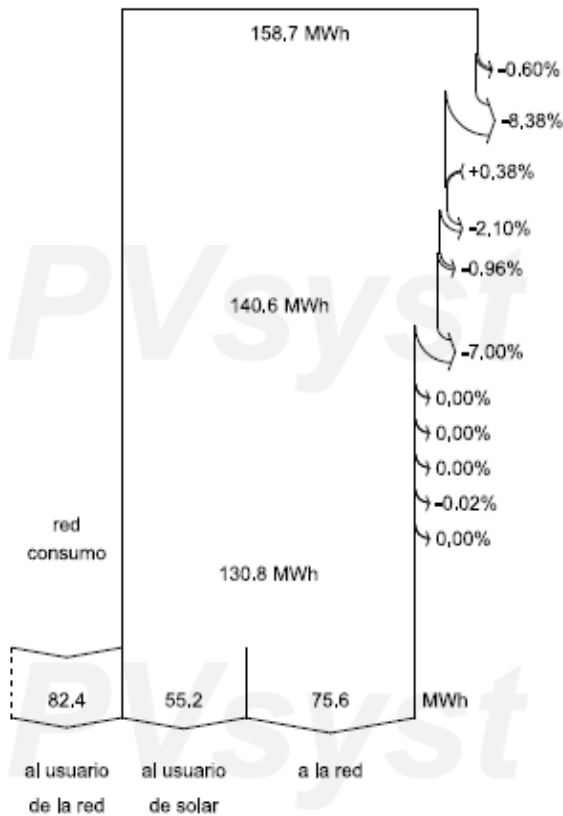 158.7 MWh
-0.60%
-8,38%
+0,38%
-2,10%
-0.96%
PVsyst
140.6 MWh
-7,00%
0,00%
0,00%
0.00%
-0.02%
0,00%
red
consumo
130.8 MWh
PVsyst
82.4 55.2 75.6 MWh
al usuario al usuario a la red
de la red de solar